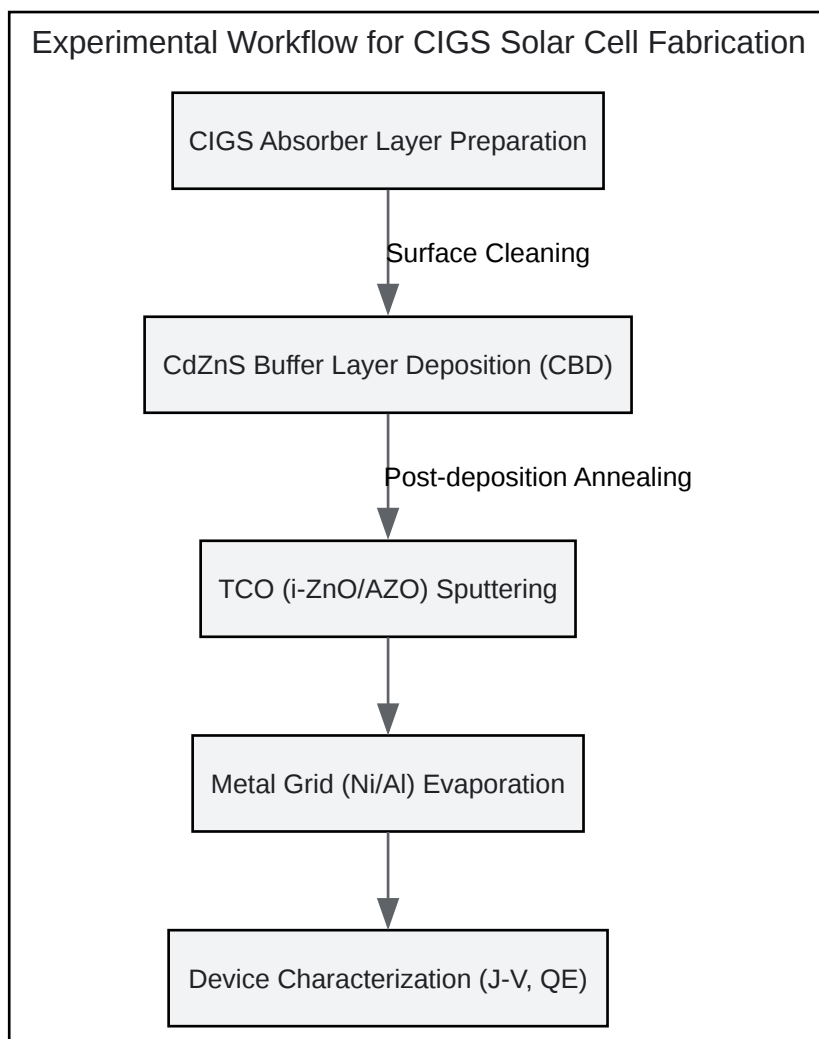 Experimental Workflow for CIGS Solar Cell Fabrication
CIGS Absorber Layer Preparation
Surface Cleaning
CdZnS Buffer Layer Deposition (CBD)
Post-deposition Annealing
TCO (i-ZnO/AZO) Sputtering
Metal Grid (Ni/Al) Evaporation
Device Characterization (J-V, QE)